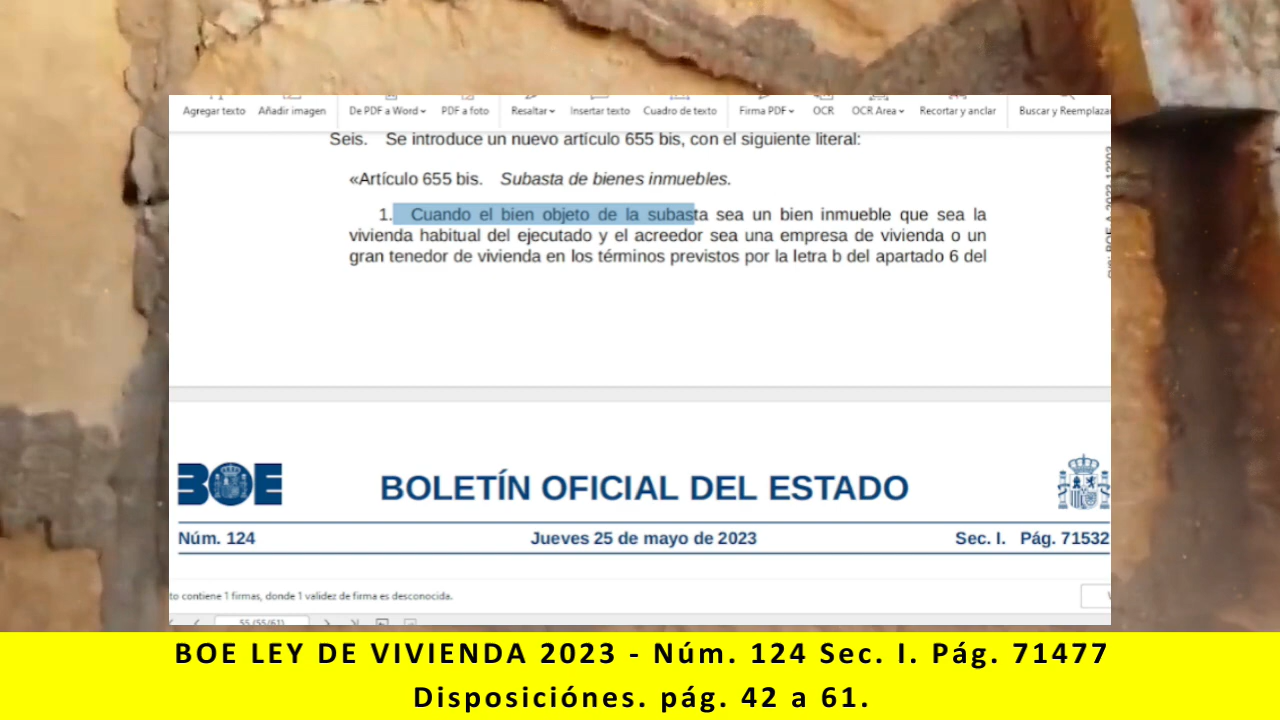 Agregar texto Añadir imagen De PDF a Word PDF a foto Resaltar Insertar texto Cuadro de texto Firma PDF OCR OCR Area Recortar y anclar Buscar y Reemplazar
Seis. Se introduce un nuevo artículo 655 bis, con el siguiente literal:
«Artículo 655 bis. Subasta de bienes inmuebles.
1. Cuando el bien objeto de la subasta sea un bien inmueble que sea la
vivienda habitual del ejecutado y el acreedor sea una empresa de vivienda o un
gran tenedor de vivienda en los términos previstos por la letra b del apartado 6 del
BOE BOLETÍN OFICIAL DEL ESTADO
Núm. 124 Jueves 25 de mayo de 2023 Sec. I. Pág. 71532
to contiene 1 firmas, donde 1 validez de firma es desconocida.
55 (55/61)
BOE LEY DE VIVIENDA 2023 - Núm. 124 Sec. I. Pág. 71477
Disposiciónes. pág. 42 a 61.